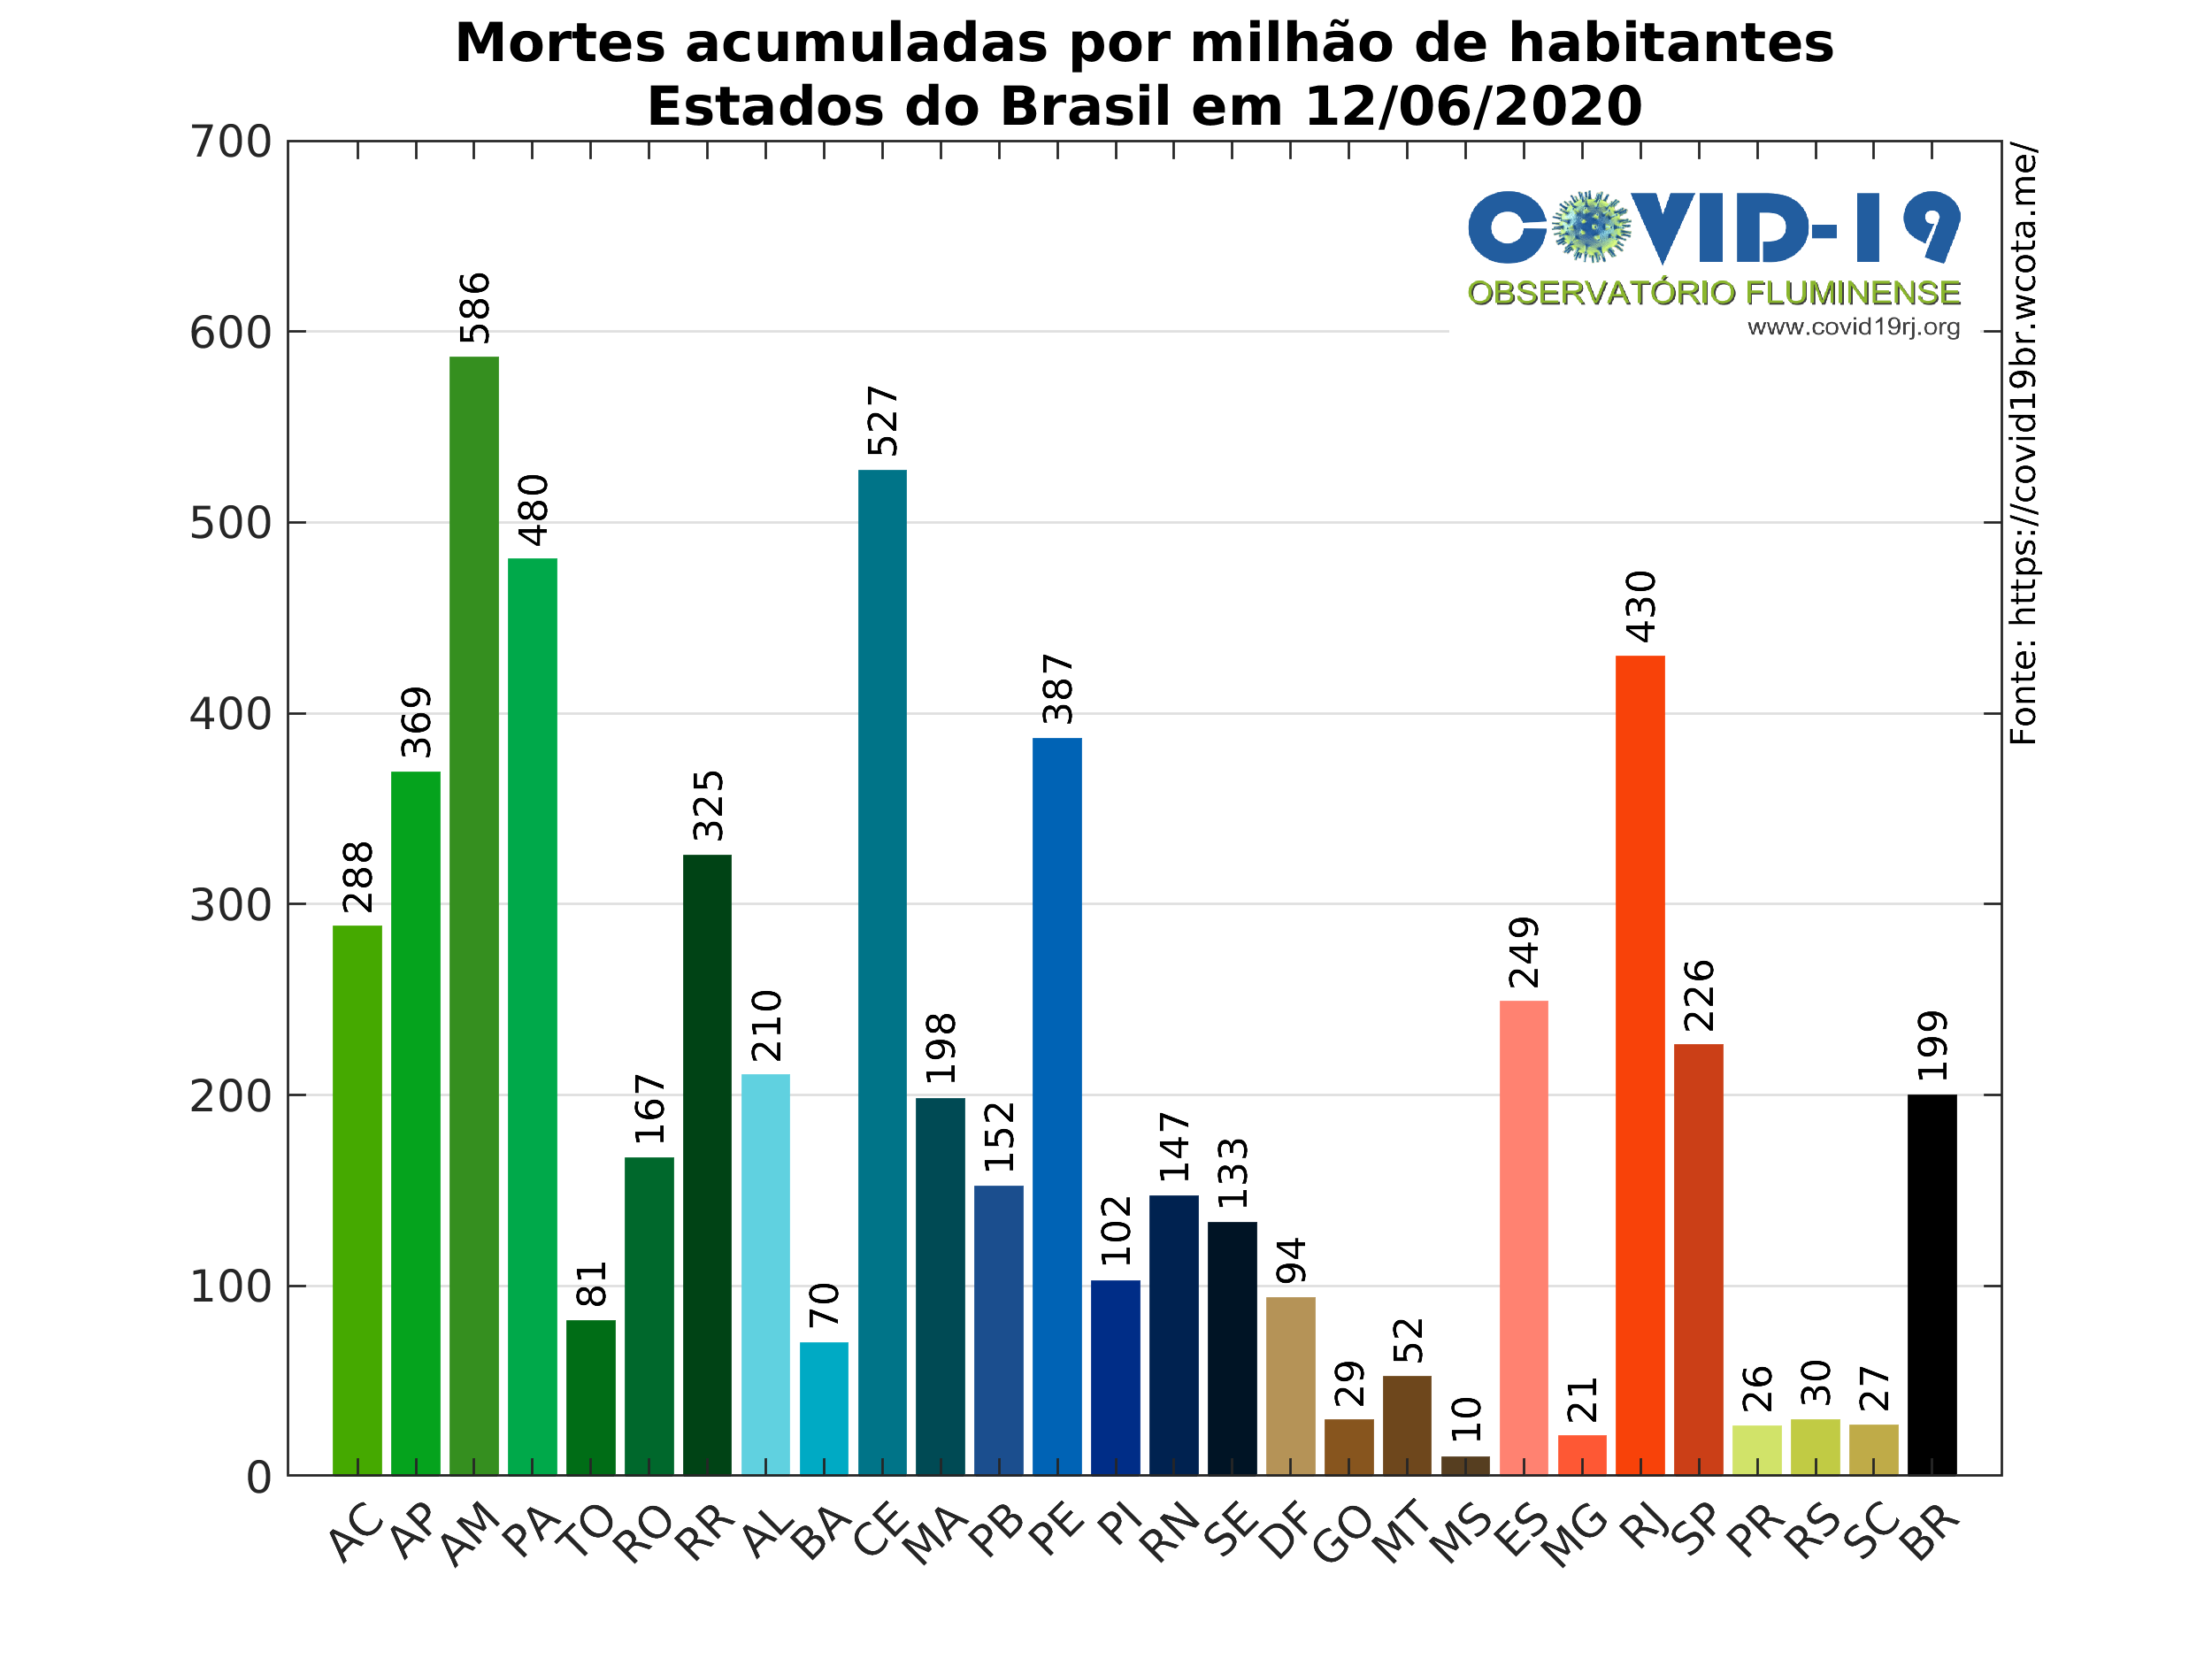 Mortes acumuladas por milhão de habitantes
Estados do Brasil em 12/06/2020
COVID-19
OBSERVATÓRIO FLUMINENSE
www.covid19rj.org
Fonte: https://covid19br.wcota.me/
700
600
500
400
300
200
100
0
288
369
586
480
81
167
325
210
70
527
198
152
387
102
147
133
94
29
52
10
249
21
430
226
26
30
27
199
AC
AP
AM
PA
TO
RO
RR
AL
BA
CE
MA
PB
PE
PI
RN
SE
DF
GO
MT
MS
ES
MG
RJ
SP
PR
RS
SC
BR